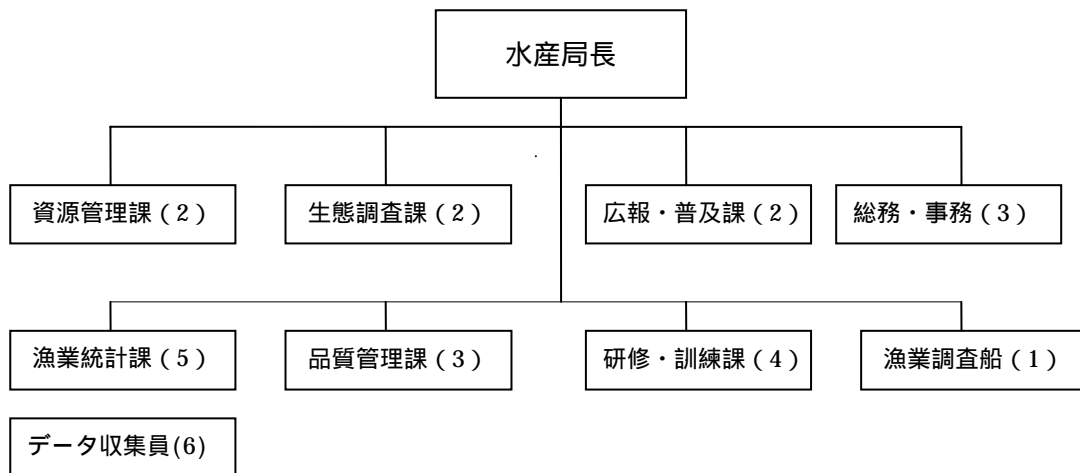 水産局長
資源管理課(2)
生態調査課(2)
広報・普及課(2)
総務・事務(3)
漁業統計課(5)
品質管理課(3)
研修・訓練課(4)
漁業調査船(1)
データ収集員(6)